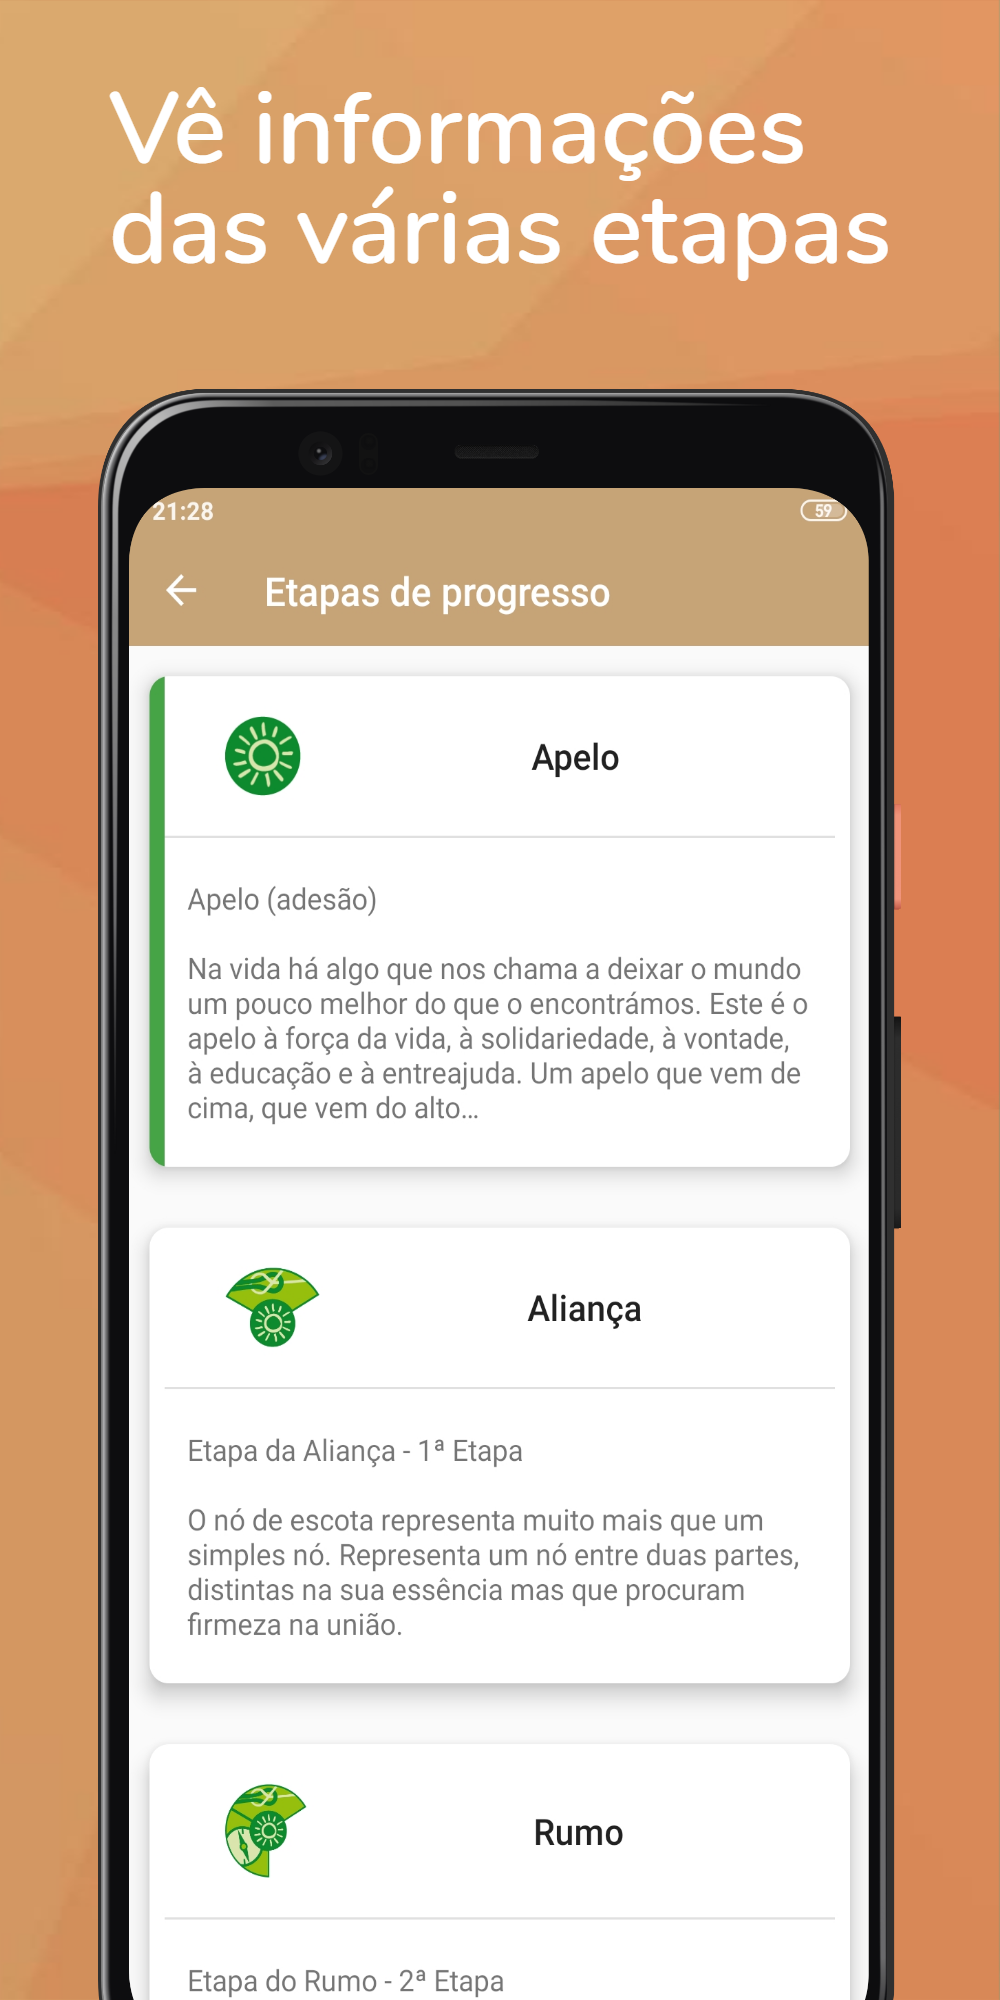 Vê informações
das várias etapas
21:28
59
Etapas de progresso
Apelo
Apelo (adesão)
Na vida há algo que nos chama a deixar o mundo
um pouco melhor do que o encontrámos. Este é o
apelo à força da vida, à solidariedade, à vontade,
à educação e à entreajuda. Um apelo que vem de
cima, que vem do alto...
Aliança
Etapa da Aliança - 1ª Etapa
O nó de escota representa muito mais que um
simples nó. Representa um nó entre duas partes,
distintas na sua essência mas que procuram
firmeza na união.
Rumo
Etapa do Rumo - 2ª Etapa